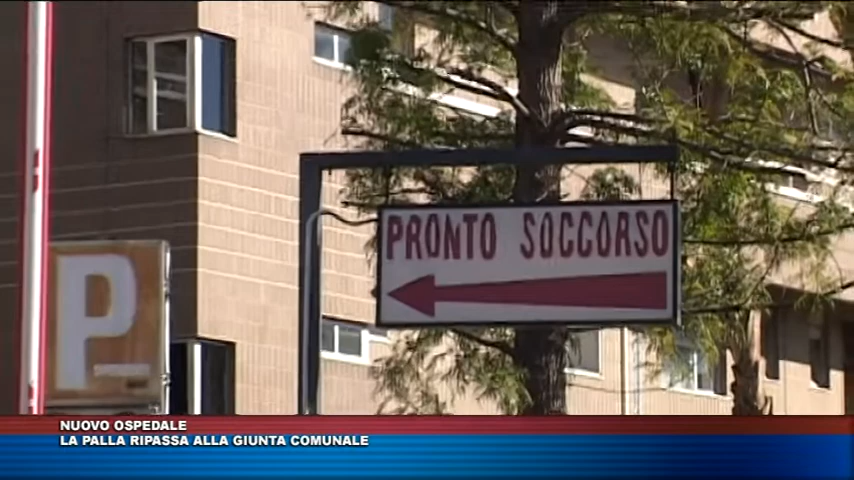 P
PRONTO SOCCORSO
NUOVO OSPEDALE
LA PALLA RIPASSA ALLA GIUNTA COMUNALE